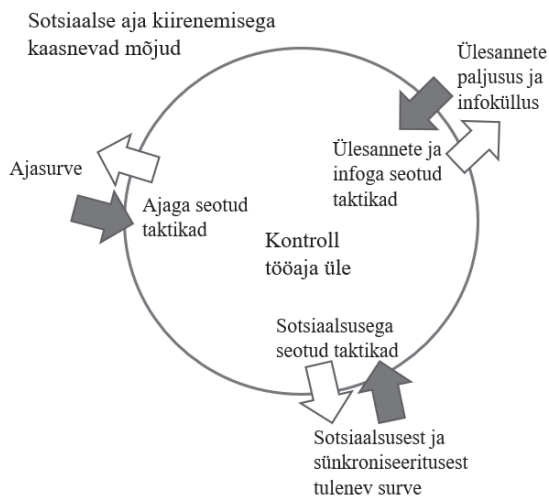 Sotsiaalse aja kiirenemisega
kaasnevad mõjud
Ülesannete
paljusus ja
infoküllus
Ülesannete ja
infoga seotud
taktikad
Ajasurve
Ajaga seotud
taktikad
Kontroll
tööaja üle
Sotsiaalsusega
seotud taktikad
Sotsiaalsusest ja
sünkroniseeritusest
tulenev surve